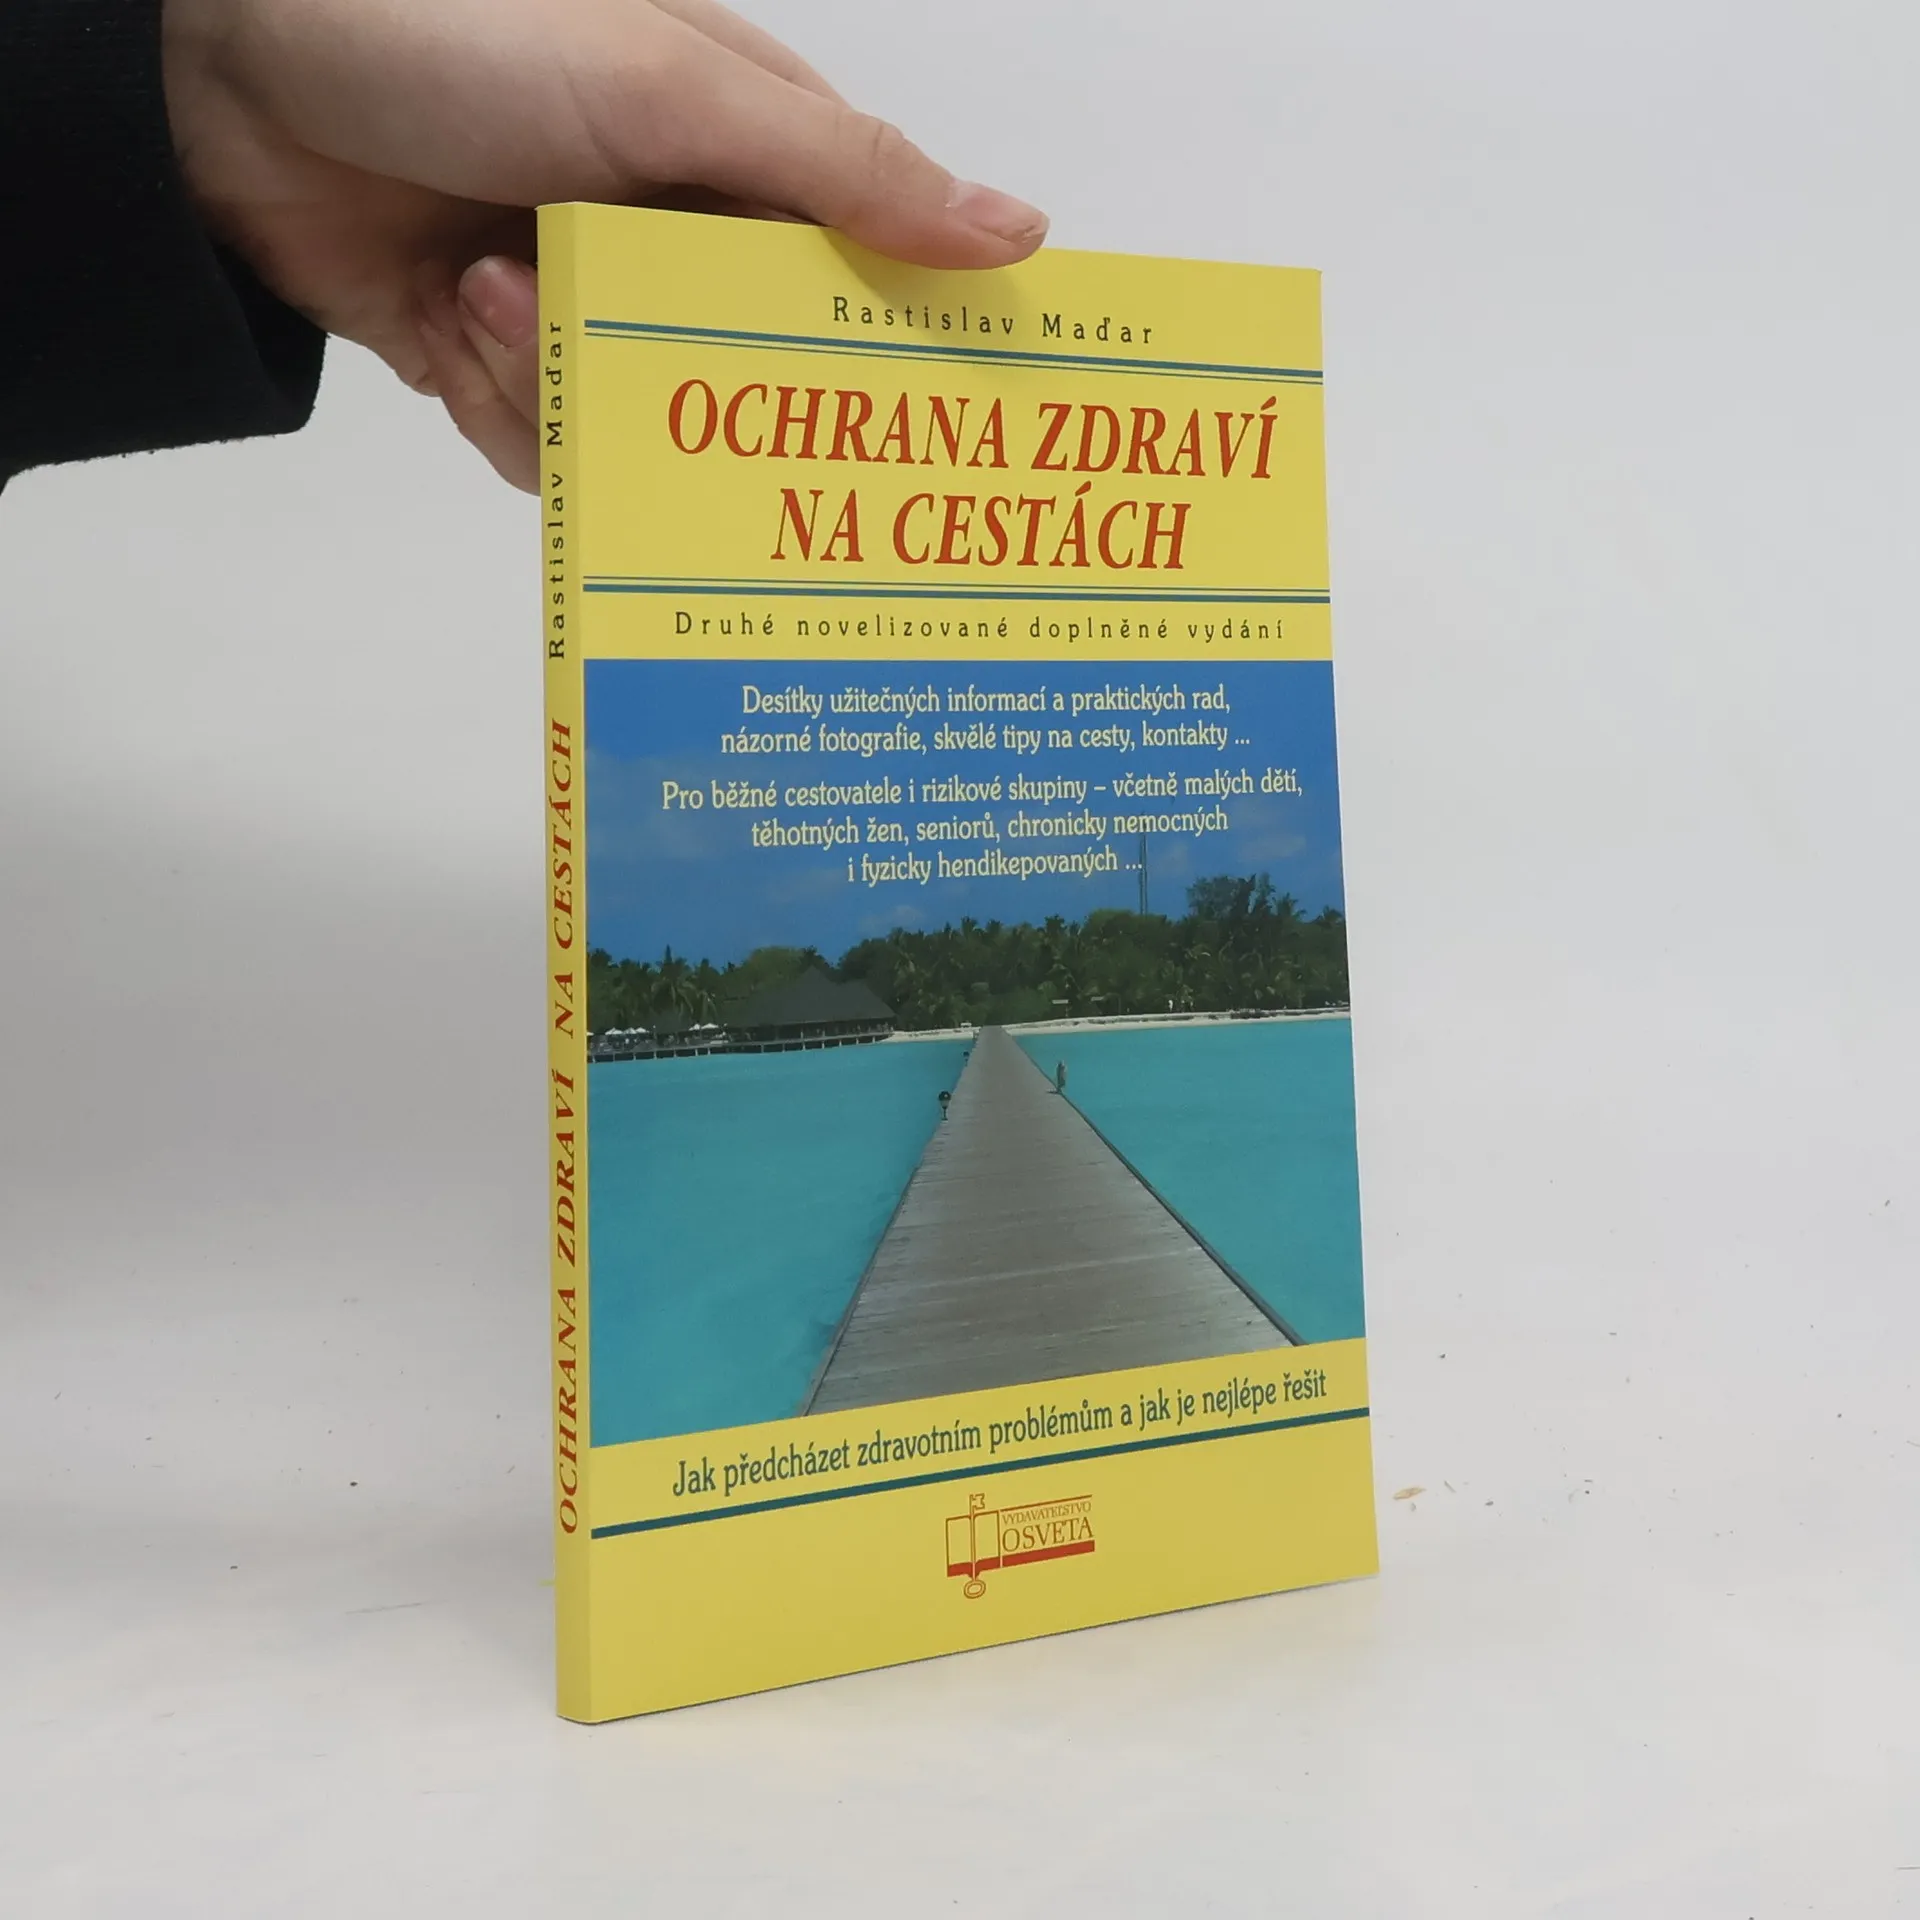 Rastislav Maďar
OCHRANA ZDRAVÍ
NA CESTÁCH
Druhé novelizované doplněné vydání
Desítky užitečných informací a praktických rad,
názorné fotografie, skvělé tipy na cesty, kontakty ...
Pro běžné cestovatele i rizikové skupiny – včetně malých dětí,
těhotných žen, seniorů, chronicky nemocných
i fyzicky hendikepovaných ...
Jak předcházet zdravotním problémům a jak je nejlépe řešit
VYDAVATEĽSTVO
OSVETA
OCHRANA ZDRAVÍ NA CESTÁCH Rastislav Maďar